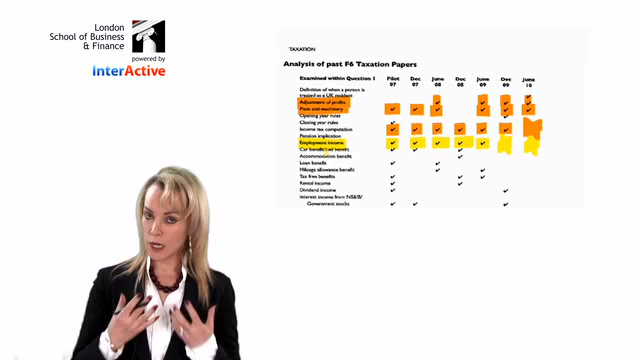 London
School of Business
& Finance
powered by
InterActive
TAXATION
Analysis of past F6 Taxation Papers
Examined within Question 1 Pilot 07 Dec 07 June 08 Dec 08 June 09 Dec 09 June 10
Definition of when a person is
treated as a UK resident ✔
Adjustment of profits ✔ ✔ ✔ ✔
Plant and machinery ✔ ✔ ✔ ✔ ✔ ✔
Opening year rules ✔
Closing year rules ✔
Income tax computation ✔ ✔ ✔ ✔ ✔ ✔
Pension implication
Employment income ✔ ✔ ✔ ✔ ✔
Car benefit/ benefit ✔ ✔ ✔
Accommodation benefit ✔
Loan benefit ✔ ✔
Mileage allowance benefit ✔ ✔
Tax free benefits ✔ ✔ ✔
Rental income ✔ ✔
Dividend income ✔ ✔
Interest income from NS&IB/
Government stocks ✔ ✔ ✔